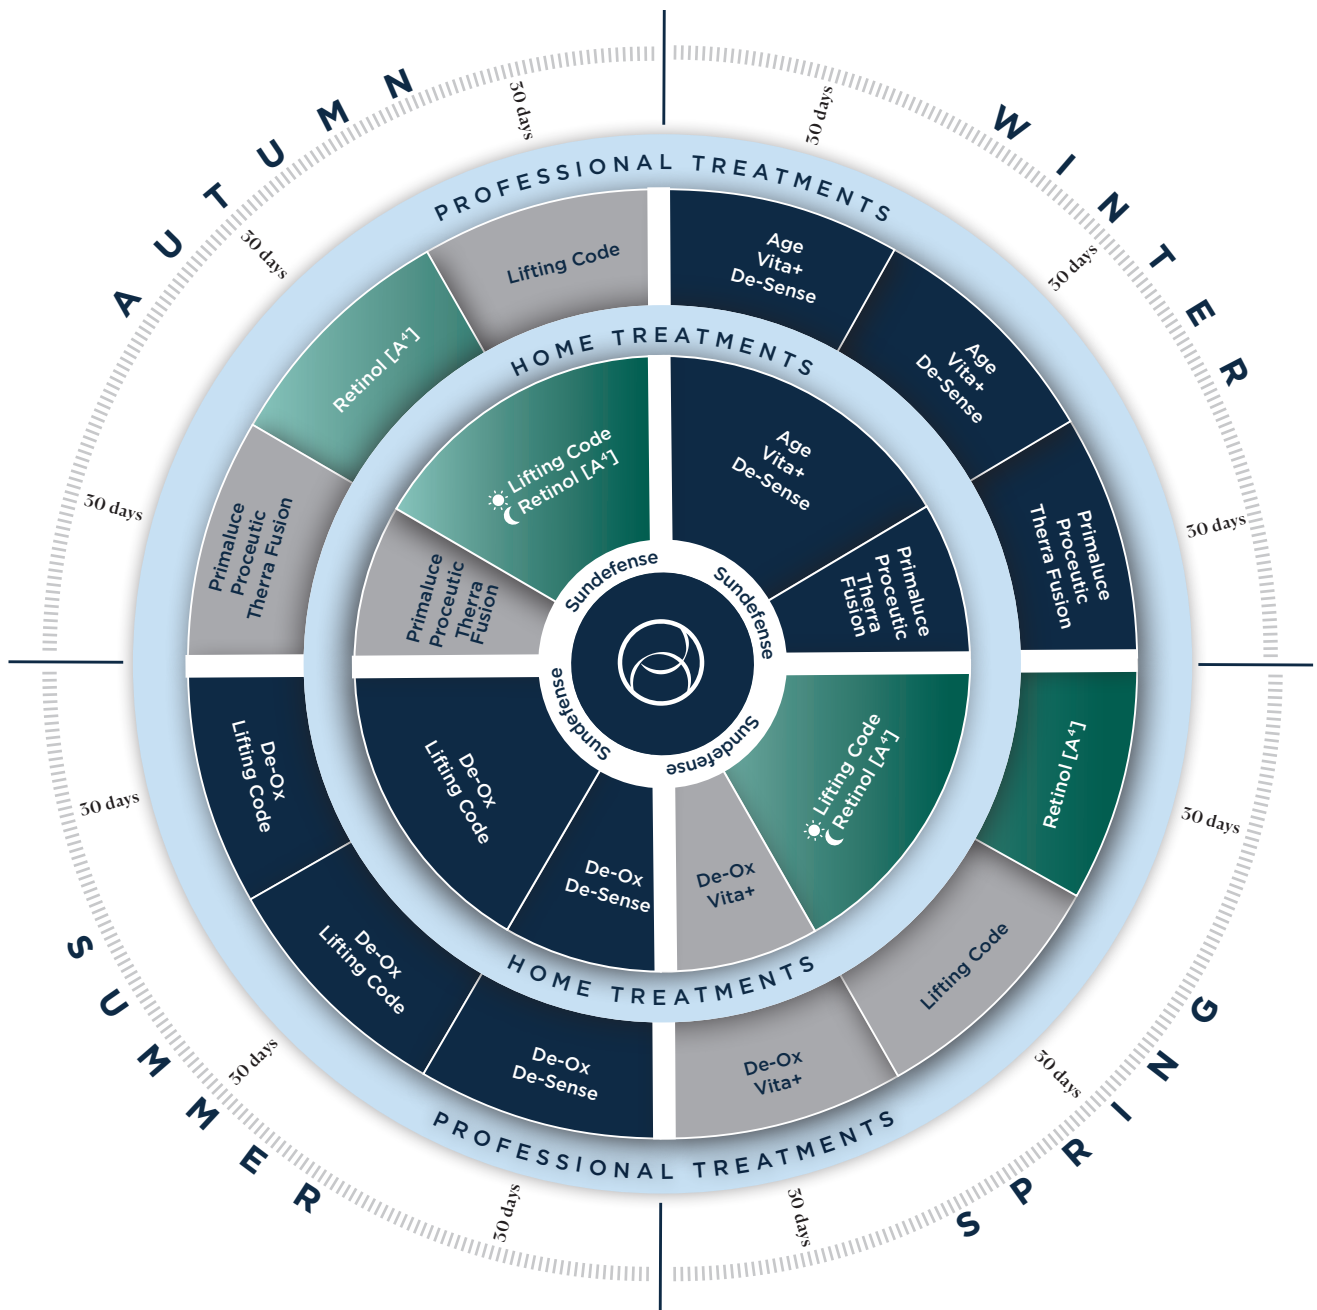 AUTUMN
WINTER
SPRING
SUMMER
30 days
30 days
30 days
30 days
30 days
30 days
30 days
30 days
30 days
30 days
30 days
30 days
PROFESSIONAL TREATMENTS
Age
Vita+
De-Sense
Age
Vita+
De-Sense
Primaluce
Proceutic
Therra Fusion
Retinol [A⁴]
Lifting Code
De-Ox
Vita+
De-Ox
De-Sense
De-Ox
Lifting Code
De-Ox
Lifting Code
Primaluce
Proceutic
Therra Fusion
Retinol [A⁴]
Lifting Code
PROFESSIONAL TREATMENTS
HOME TREATMENTS
Age
Vita+
De-Sense
Primaluce
Proceutic
Therra
Fusion
Lifting Code
Retinol [A⁴]
De-Ox
Vita+
De-Ox
De-Sense
De-Ox
Lifting Code
Primaluce
Proceutic
Therra
Fusion
Lifting Code
Retinol [A⁴]
HOME TREATMENTS
Sundefense
Sundefense
Sundefense
Sundefense